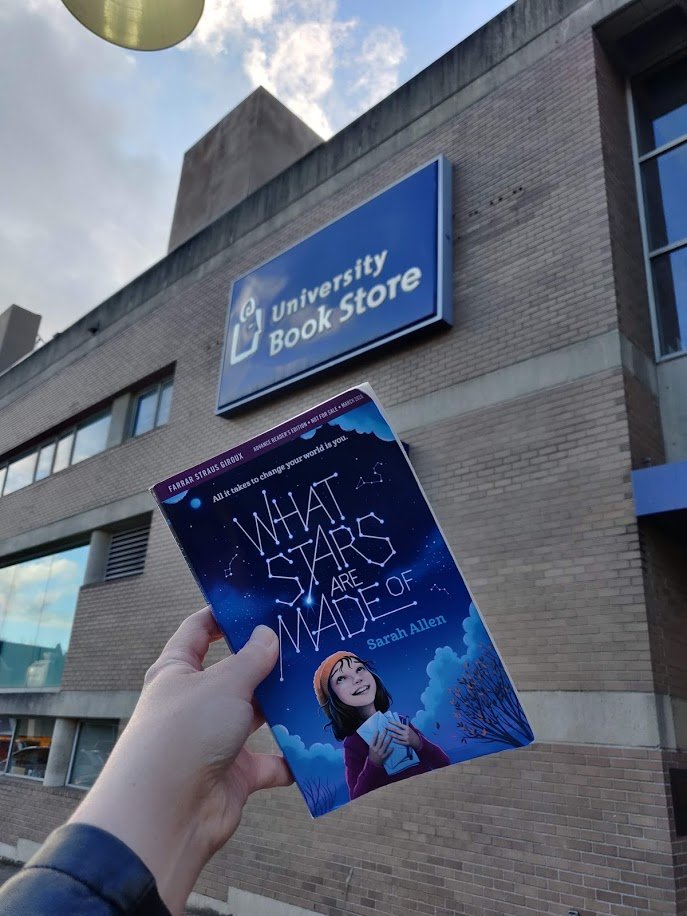 University
Book Store
FARRAR STRAUS GIROUX ADVANCE READER'S EDITION • NOT FOR SALE • MARCH 2020
All it takes to change your world is you.
WHAT
STARS
ARE
MADE OF
Sarah Allen